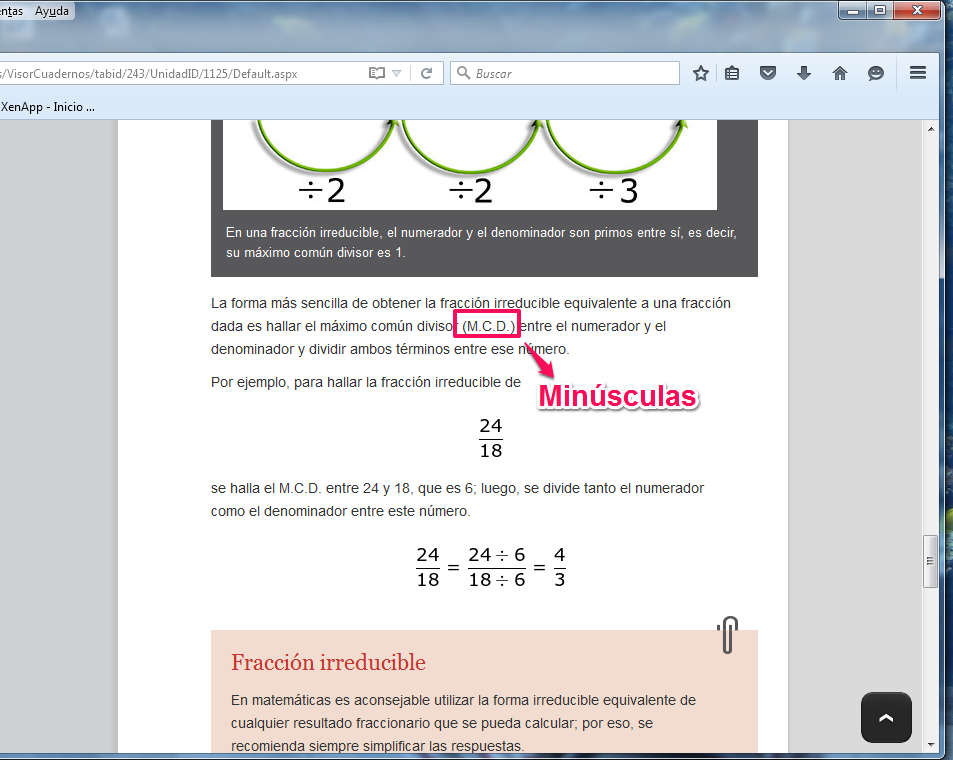 ntas Ayuda
s/VisorCuadernos/tabid/243/UnidadID/1125/Default.aspx
Buscar
XenApp - Inicio ...
÷2 ÷2 ÷3
En una fracción irreducible, el numerador y el denominador son primos entre sí, es decir,
su máximo común divisor es 1.
La forma más sencilla de obtener la fracción irreducible equivalente a una fracción
dada es hallar el máximo común divisor (M.C.D.) entre el numerador y el
denominador y dividir ambos términos entre ese número.
Por ejemplo, para hallar la fracción irreducible de
Minúsculas
24
18
se halla el M.C.D. entre 24 y 18, que es 6; luego, se divide tanto el numerador
como el denominador entre este número.
24/18 = 24 ÷ 6/18 ÷ 6 = 4/3
Fracción irreducible
En matemáticas es aconsejable utilizar la forma irreducible equivalente de
cualquier resultado fraccionario que se pueda calcular; por eso, se
recomienda siempre simplificar las respuestas.